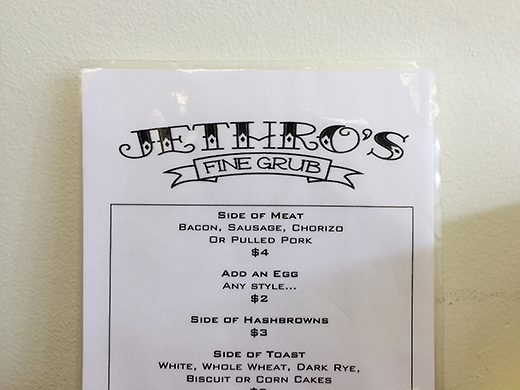 JETHRO'S
FINE GRUB
SIDE OF MEAT
BACON, SAUSAGE, CHORIZO
OR PULLED PORK
$4
ADD AN EGG
ANY STYLE...
$2
SIDE OF HASHBROWNS
$3
SIDE OF TOAST
WHITE, WHOLE WHEAT, DARK RYE,
BISCUIT OR CORN CAKES